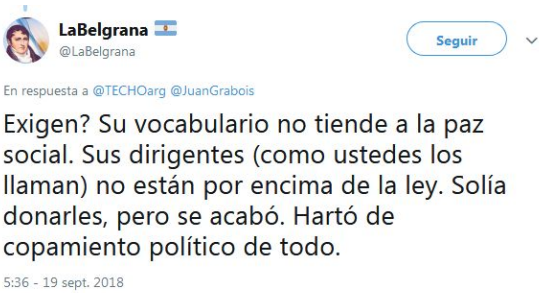 LaBelgrana
@LaBelgrana
Seguir
En respuesta a @TECHOarg @JuanGrabois
Exigen? Su vocabulario no tiende a la paz
social. Sus dirigentes (como ustedes los
llaman) no están por encima de la ley. Solía
donarles, pero se acabó. Hartó de
copamiento político de todo.
5:36 - 19 sept. 2018